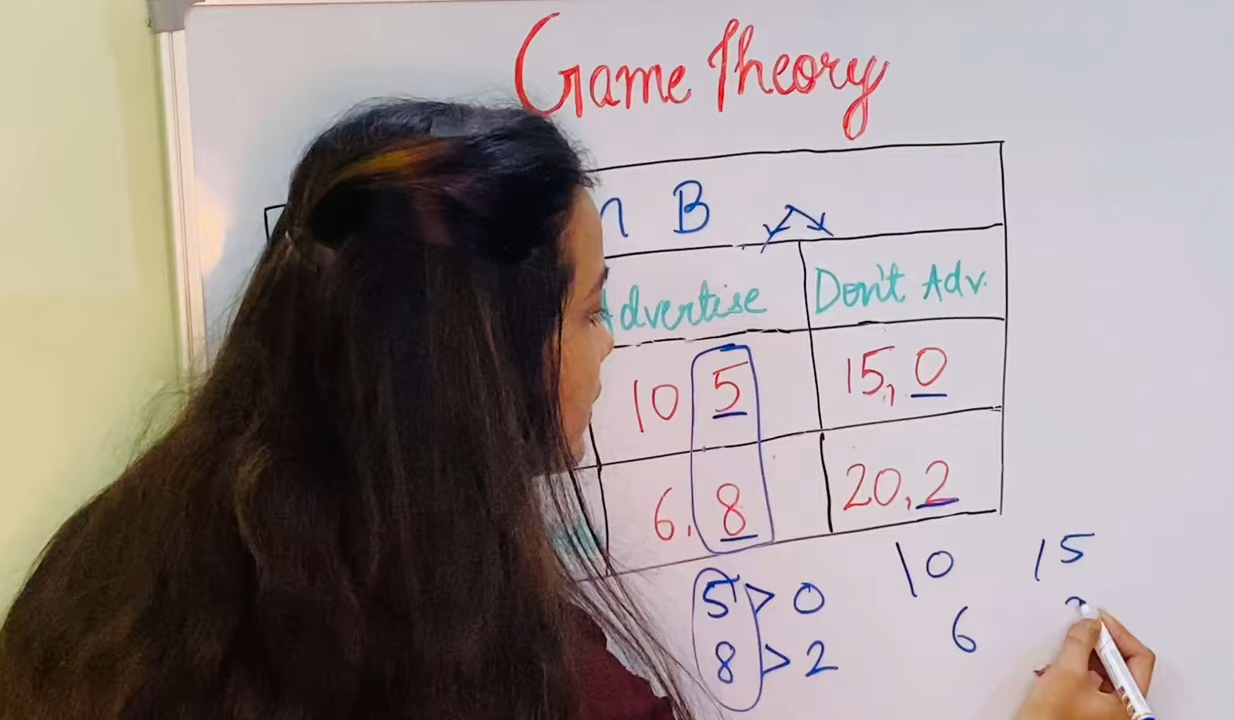 Game Theory
B
Advertise Don't Adv.
10 5 15, 0
6, 8 20, 2
5 > 0 10 15
8 > 2 6